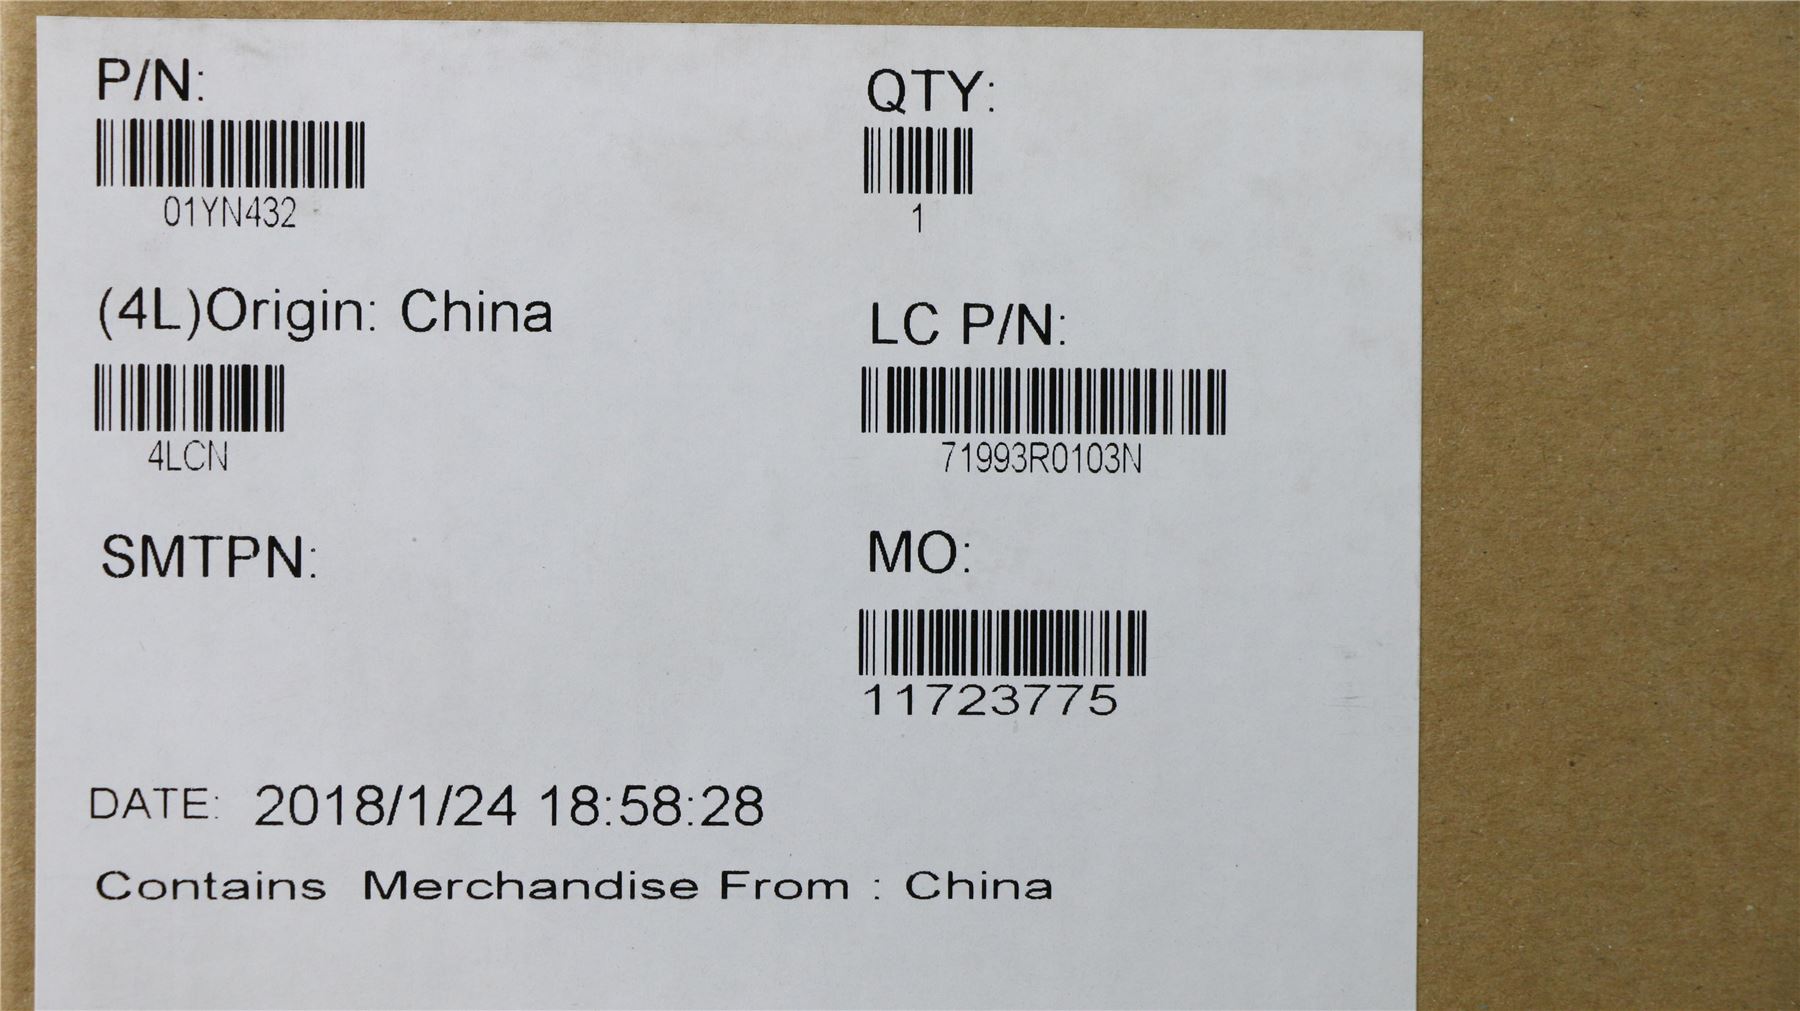 P/N:
01YN432
QTY:
1
(4L)Origin: China
4LCN
LC P/N:
71993R0103N
SMTPN:
MO:
11723775
DATE: 2018/1/24 18:58:28
Contains Merchandise From : China